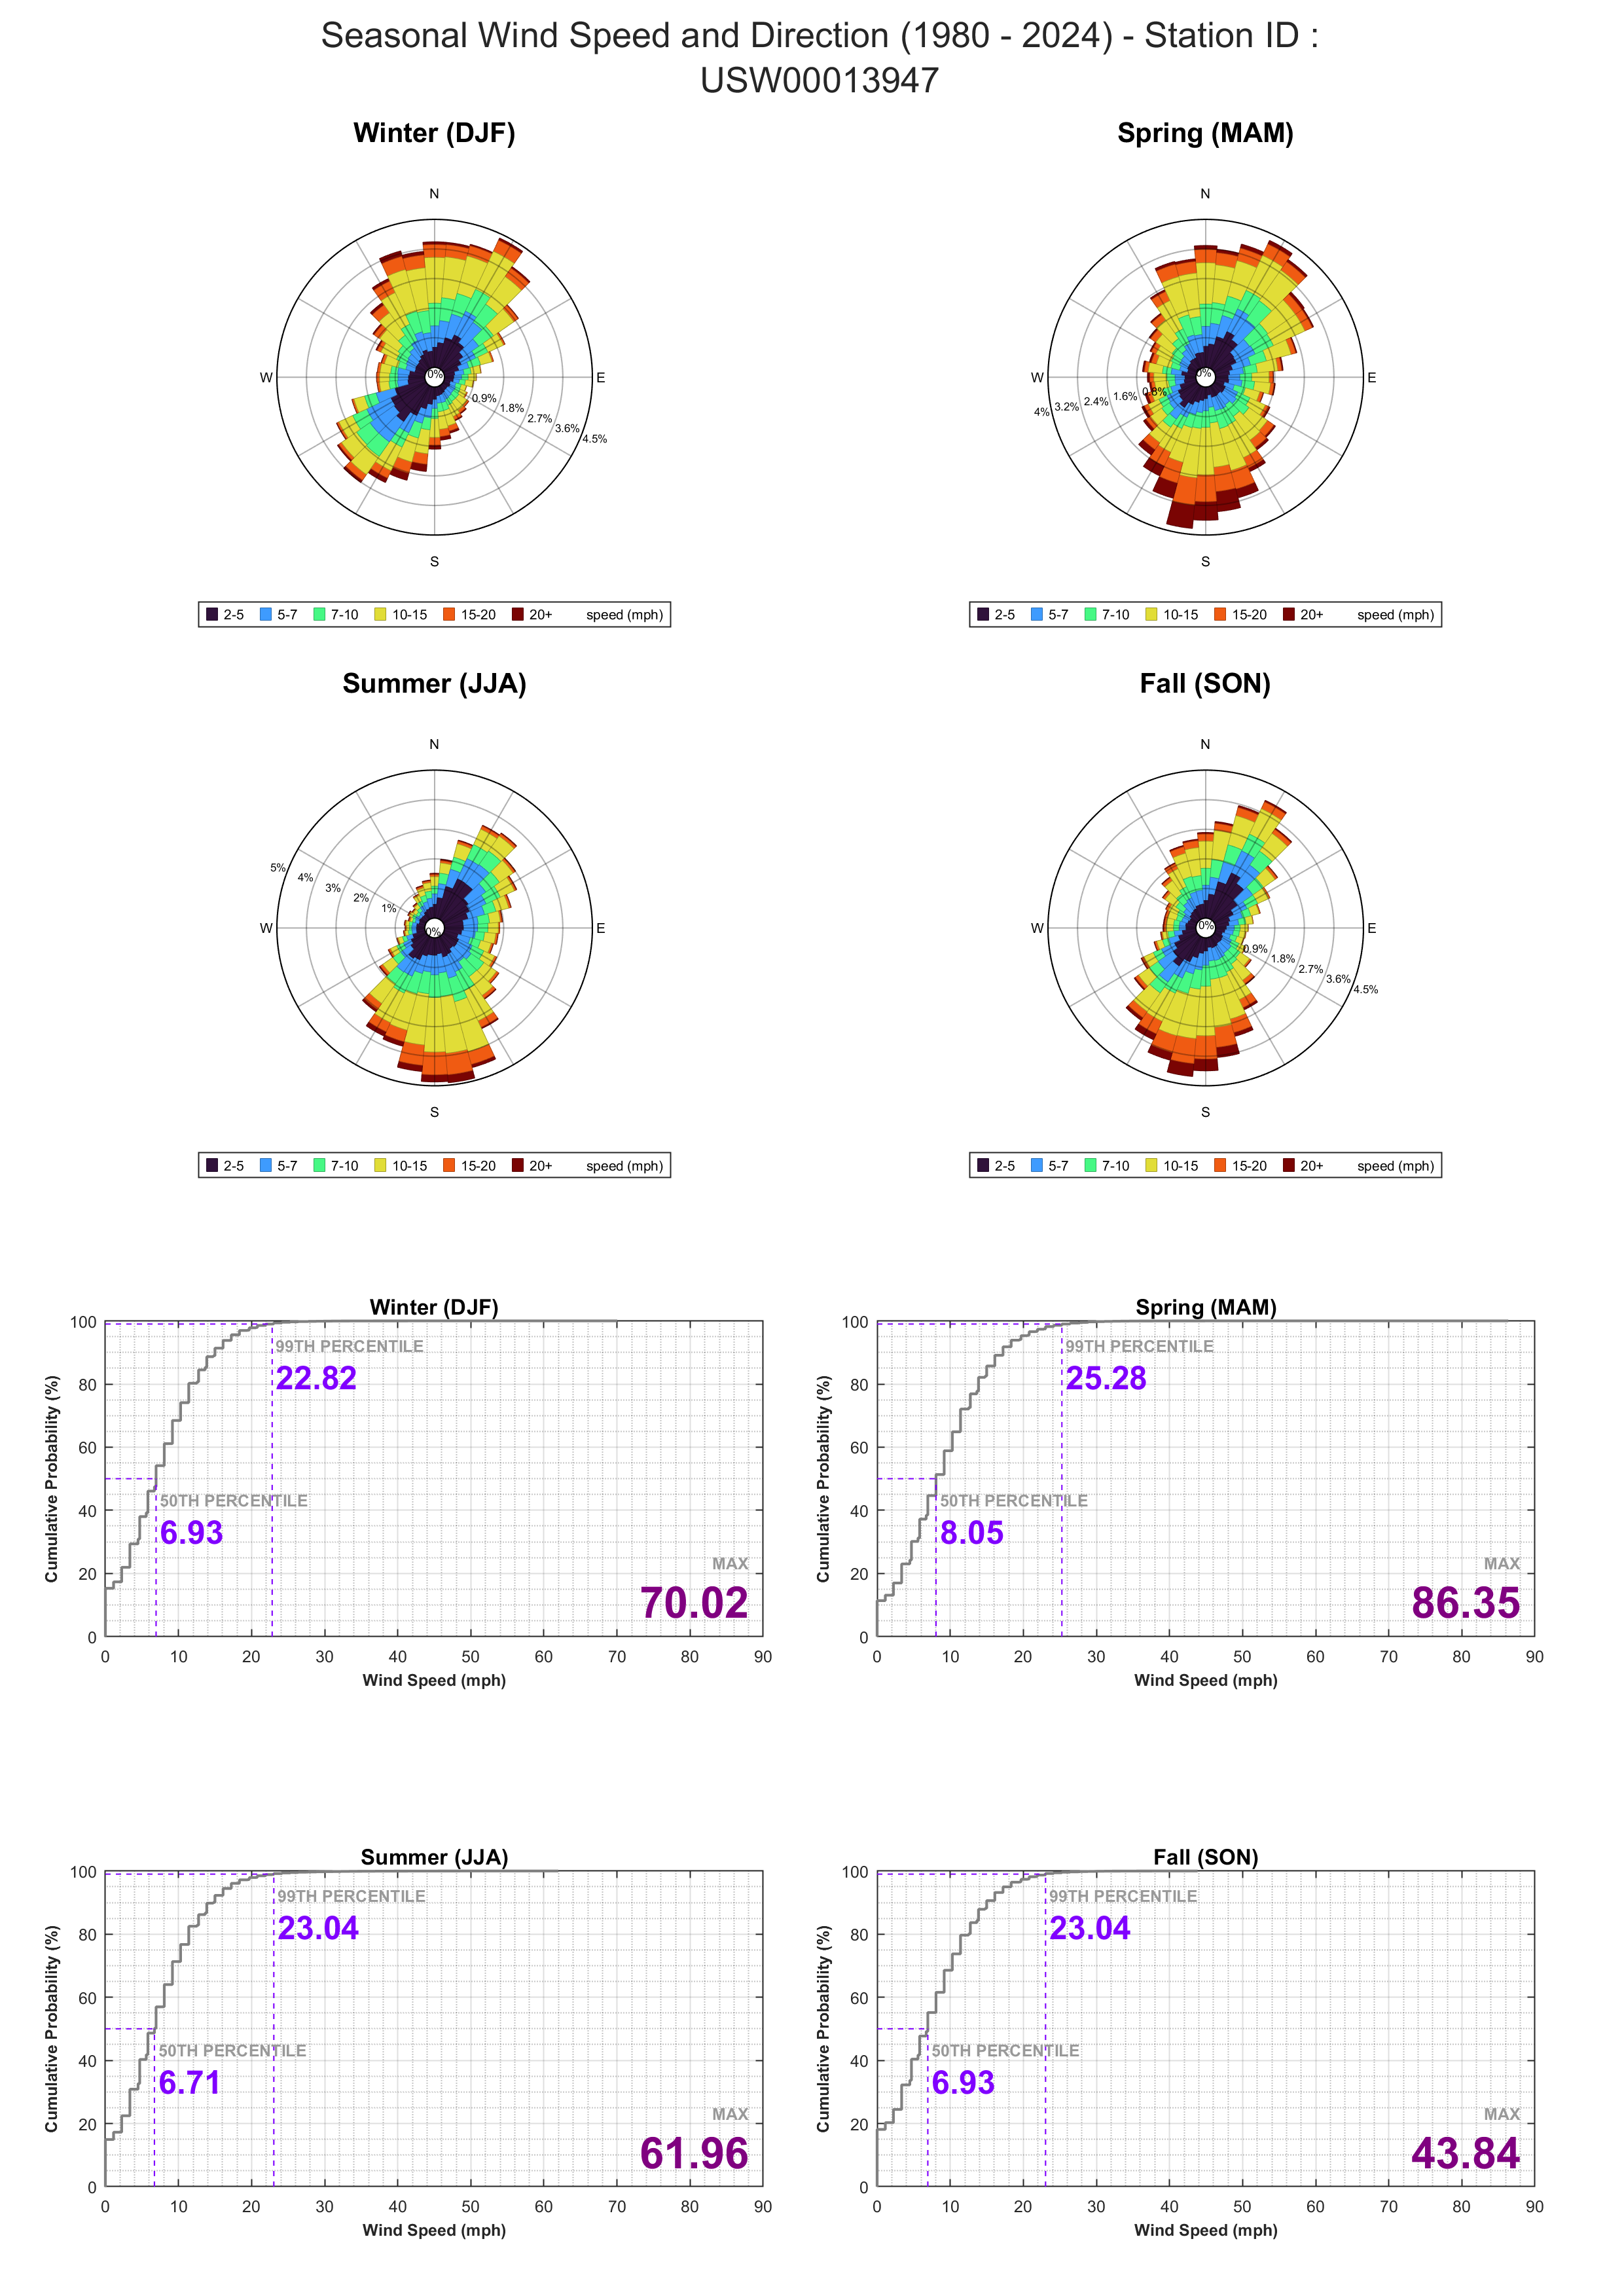 Seasonal Wind Speed and Direction (1980 - 2024) - Station ID :
USW00013947
Winter (DJF)
N
W
E
S
0%
0.9%
1.8%
2.7%
3.6%
4.5%
2-5 5-7 7-10 10-15 15-20 20+ speed (mph)
Spring (MAM)
N
W
E
S
0%
0.8%
1.6%
2.4%
3.2%
4%
2-5 5-7 7-10 10-15 15-20 20+ speed (mph)
Summer (JJA)
N
W
E
S
0%
1%
2%
3%
4%
5%
2-5 5-7 7-10 10-15 15-20 20+ speed (mph)
Fall (SON)
N
W
E
S
0%
0.9%
1.8%
2.7%
3.6%
4.5%
2-5 5-7 7-10 10-15 15-20 20+ speed (mph)
Winter (DJF)
Cumulative Probability (%)
100
80
60
40
20
0
99TH PERCENTILE
22.82
50TH PERCENTILE
6.93
MAX
70.02
0 10 20 30 40 50 60 70 80 90
Wind Speed (mph)
Spring (MAM)
Cumulative Probability (%)
100
80
60
40
20
0
99TH PERCENTILE
25.28
50TH PERCENTILE
8.05
MAX
86.35
0 10 20 30 40 50 60 70 80 90
Wind Speed (mph)
Summer (JJA)
Cumulative Probability (%)
100
80
60
40
20
0
99TH PERCENTILE
23.04
50TH PERCENTILE
6.71
MAX
61.96
0 10 20 30 40 50 60 70 80 90
Wind Speed (mph)
Fall (SON)
Cumulative Probability (%)
100
80
60
40
20
0
99TH PERCENTILE
23.04
50TH PERCENTILE
6.93
MAX
43.84
0 10 20 30 40 50 60 70 80 90
Wind Speed (mph)